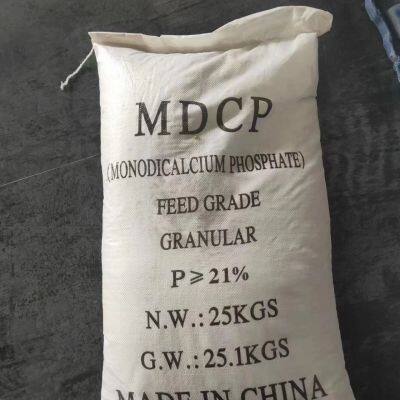 MDCP
(MONODICALCIUM PHOSPHATE)
FEED GRADE
GRANULAR
P≥21%
N.W.:25KGS
G.W.:25.1KGS
MADE IN CHINA